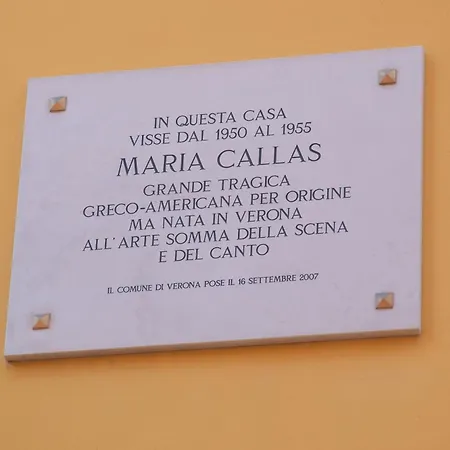 IN QUESTA CASA
VISSE DAL 1950 AL 1955
MARIA CALLAS
GRANDE TRAGICA
GRECO-AMERICANA PER ORIGINE
MA NATA IN VERONA
ALL'ARTE SOMMA DELLA SCENA
E DEL CANTO
IL COMUNE DI VERONA POSE IL 16 SETTEMBRE 2007